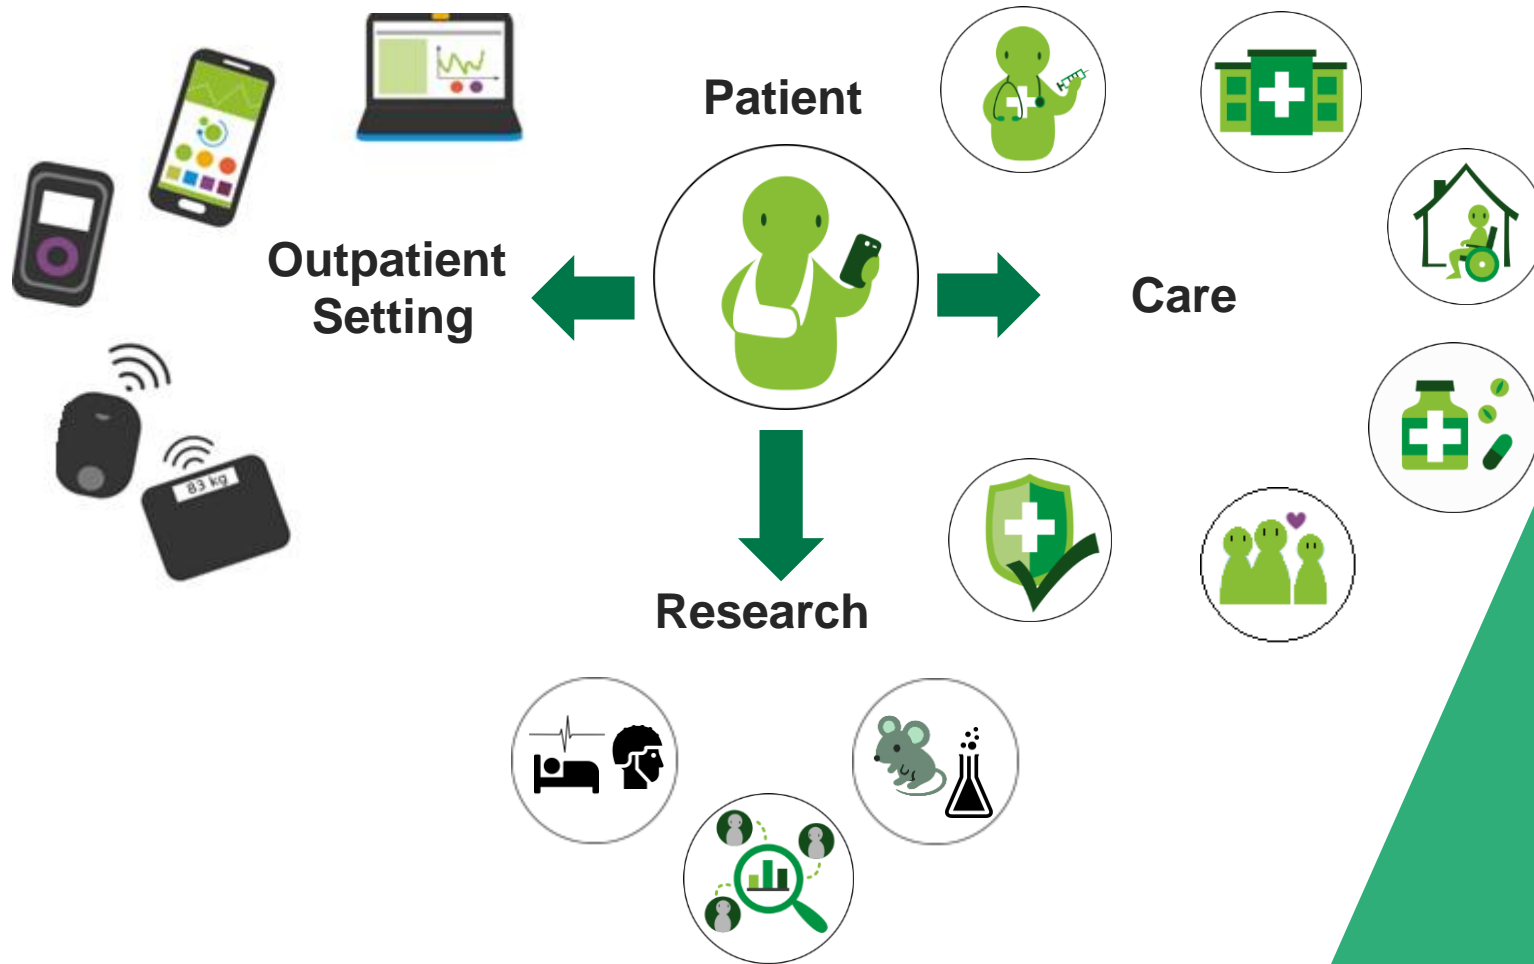 Patient
Outpatient
Setting
Care
83 kg
Research